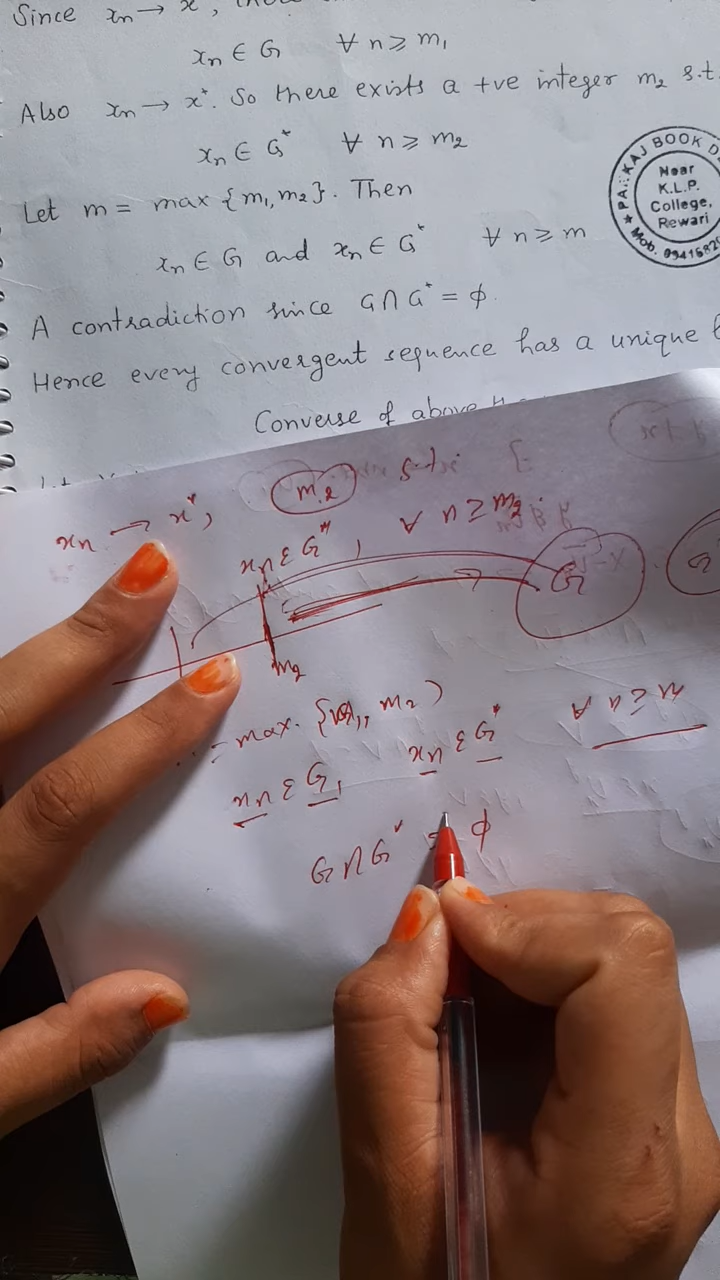 Since xn → x,
xn ∈ G ∀ n ≥ m1
Also xn → x*. So there exists a +ve integer m2 s.t.
xn ∈ G* ∀ n ≥ m2
Let m = max {m1, m2}. Then
xn ∈ G and xn ∈ G* ∀ n ≥ m
A contradiction since G ∩ G* = ϕ.
Hence every convergent sequence has a unique
Converse of above
KAJ BOOK D
Near
K.L.P.
College,
Rewari
★ Mob. 9941682
xn → x*, m2 s.t.
xn ∈ G*, ∀ n ≥ m2
G
m2
= max. { , m2)
xn ∈ G, xn ∈ G* ∀ n ≥ m
G ∩ G* = ϕ